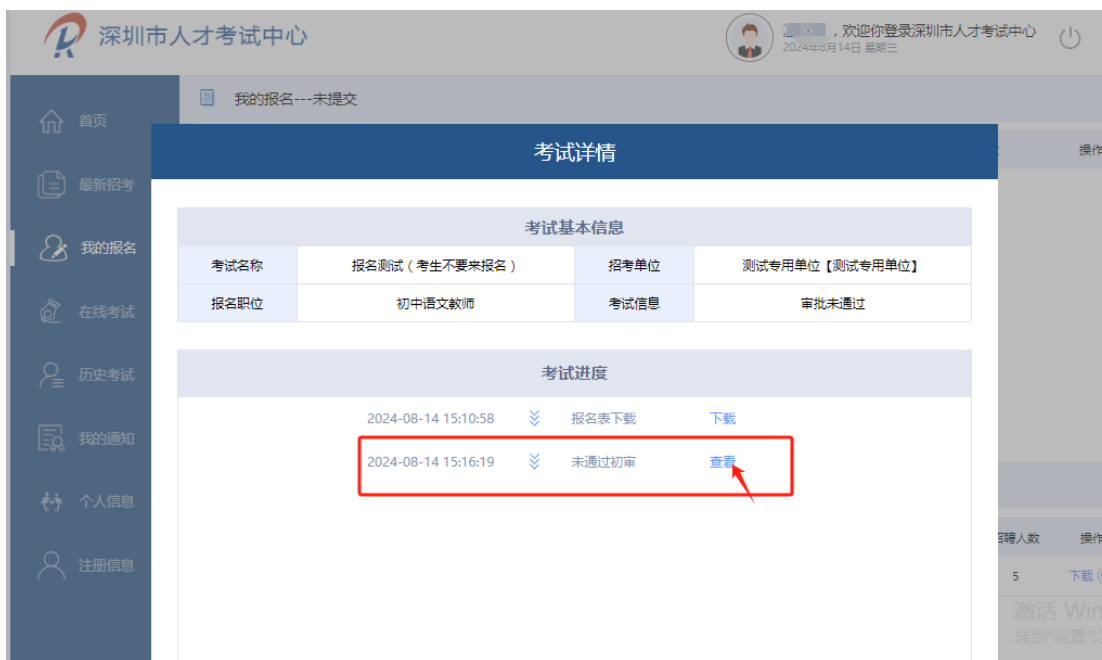 深圳市人才考试中心
，欢迎你登录深圳市人才考试中心
2024年8月14日 星期三
我的报名---未提交
首页
最新招考
我的报名
在线考试
历史考试
我的通知
个人信息
注册信息
操作
考试详情
考试基本信息
考试名称 报名测试（考生不要来报名） 招考单位 测试专用单位【测试专用单位】
报名职位 初中语文教师 考试信息 审批未通过
考试进度
2024-08-14 15:10:58 报名表下载 下载
2024-08-14 15:16:19 未通过初审 查看
聘人数 操作
5 下载
激活 Win
转到"设置"以